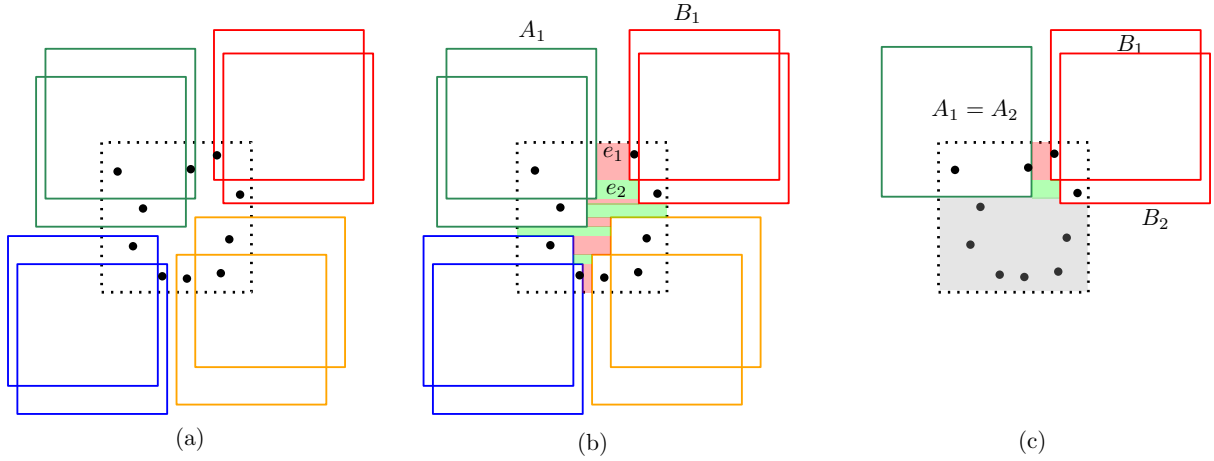 A₁
B₁
e₁
e₂
B₁
A₁ = A₂
B₂
(a)
(b)
(c)